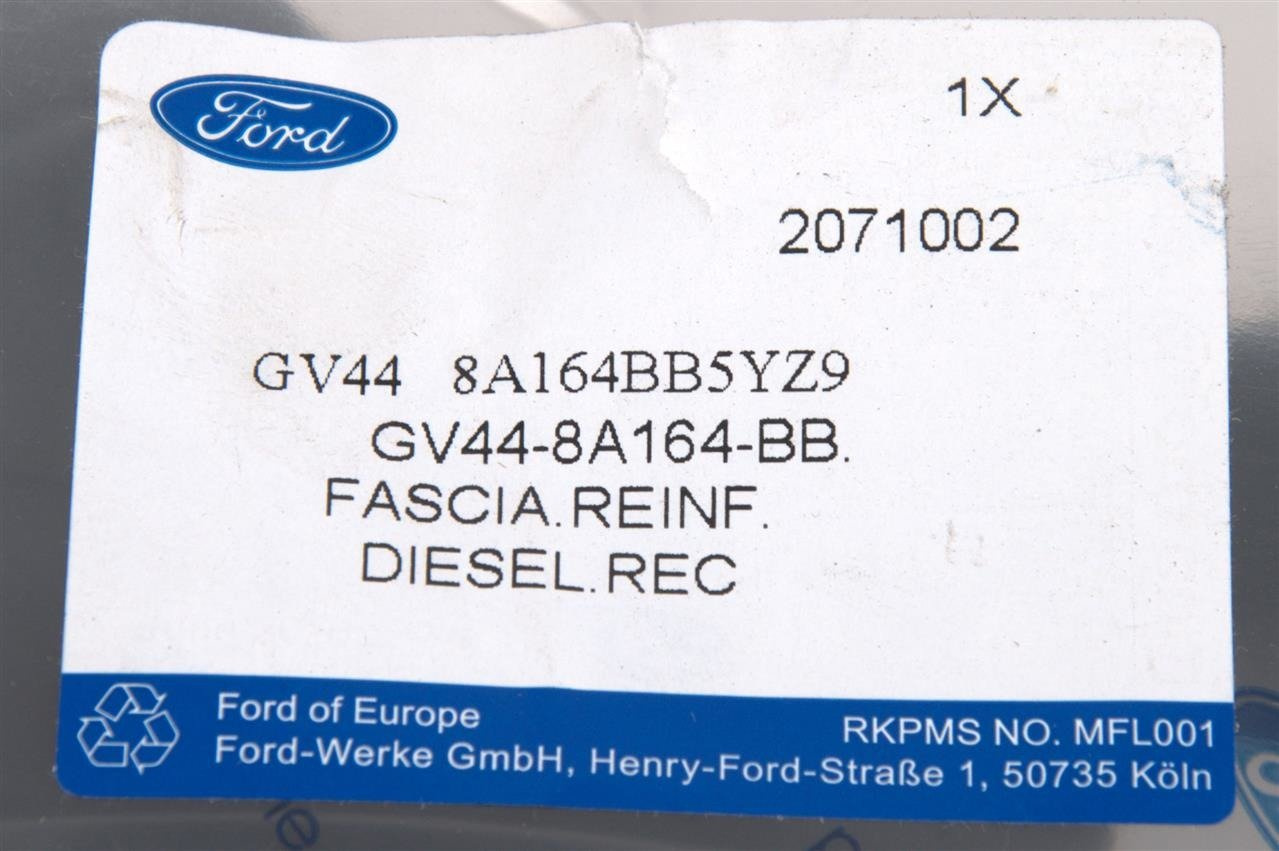 Ford
1X
2071002
GV44 8A164BB5YZ9
GV44-8A164-BB.
FASCIA.REINF.
DIESEL.REC
Ford of Europe
RKPMS NO. MFL001
Ford-Werke GmbH, Henry-Ford-Straße 1, 50735 Köln